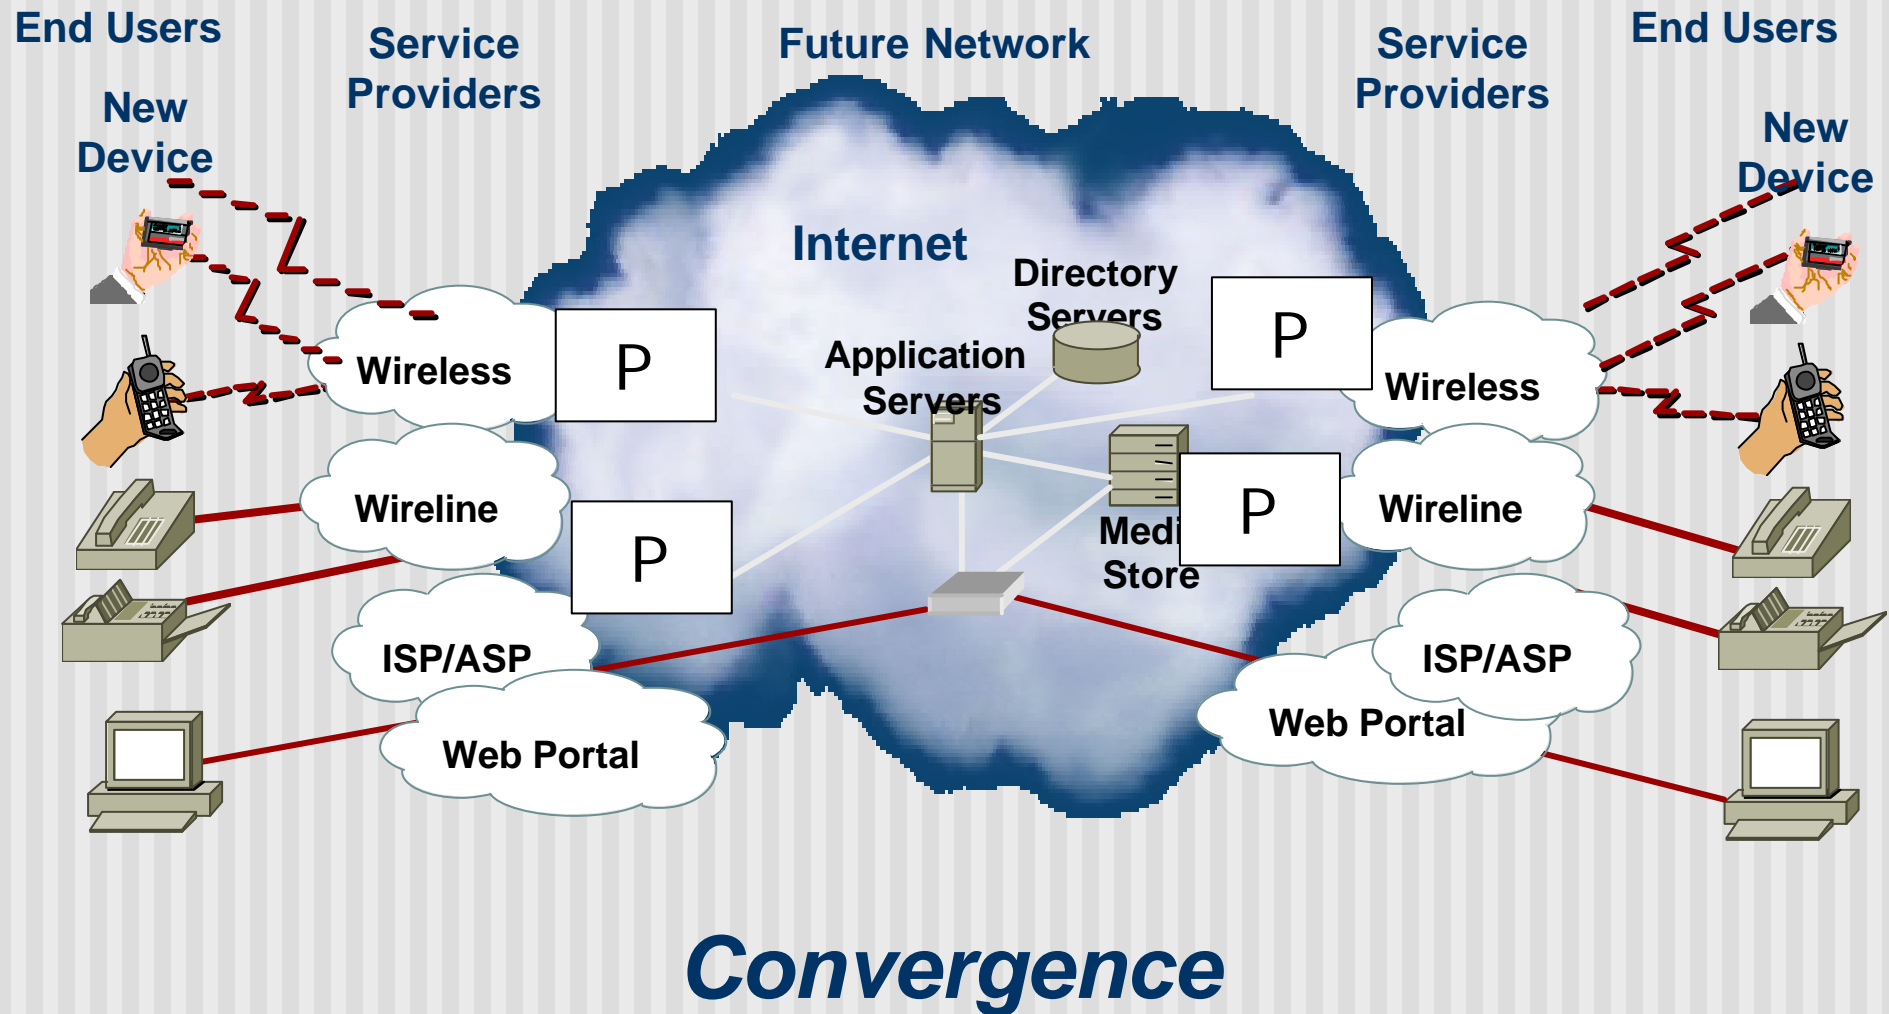 End Users
Service
Providers
Future Network
Service
Providers
End Users
New
Device
New
Device
Internet
Directory
Servers
Application
Servers
Wireless
P
P
Wireless
Wireline
P
P
Wireline
Medi
Store
ISP/ASP
Web Portal
ISP/ASP
Web Portal
Convergence